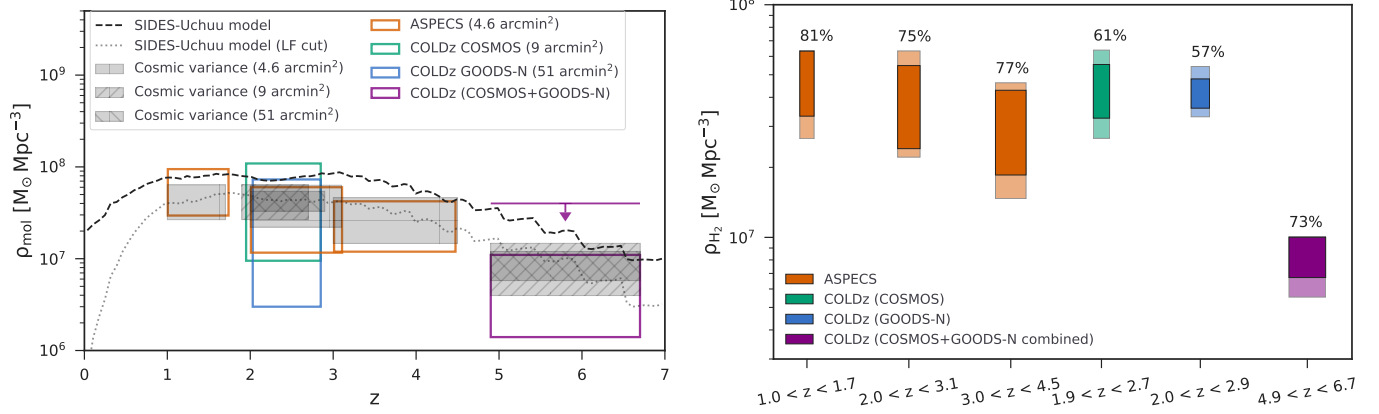 SIDES-Uchuu model
SIDES-Uchuu model (LF cut)
Cosmic variance (4.6 arcmin²)
Cosmic variance (9 arcmin²)
Cosmic variance (51 arcmin²)
ASPECS (4.6 arcmin²)
COLDz COSMOS (9 arcmin²)
COLDz GOODS-N (51 arcmin²)
COLDz (COSMOS+GOODS-N)
10⁹
10⁸
10⁷
10⁶
ρmol [M⊙ Mpc⁻³]
0 1 2 3 4 5 6 7
z
10⁸
10⁷
ρH₂ [M⊙ Mpc⁻³]
81%
75%
77%
61%
57%
73%
ASPECS
COLDz (COSMOS)
COLDz (GOODS-N)
COLDz (COSMOS+GOODS-N combined)
1.0 < z < 1.7
2.0 < z < 3.1
3.0 < z < 4.5
1.9 < z < 2.7
2.0 < z < 2.9
4.9 < z < 6.7